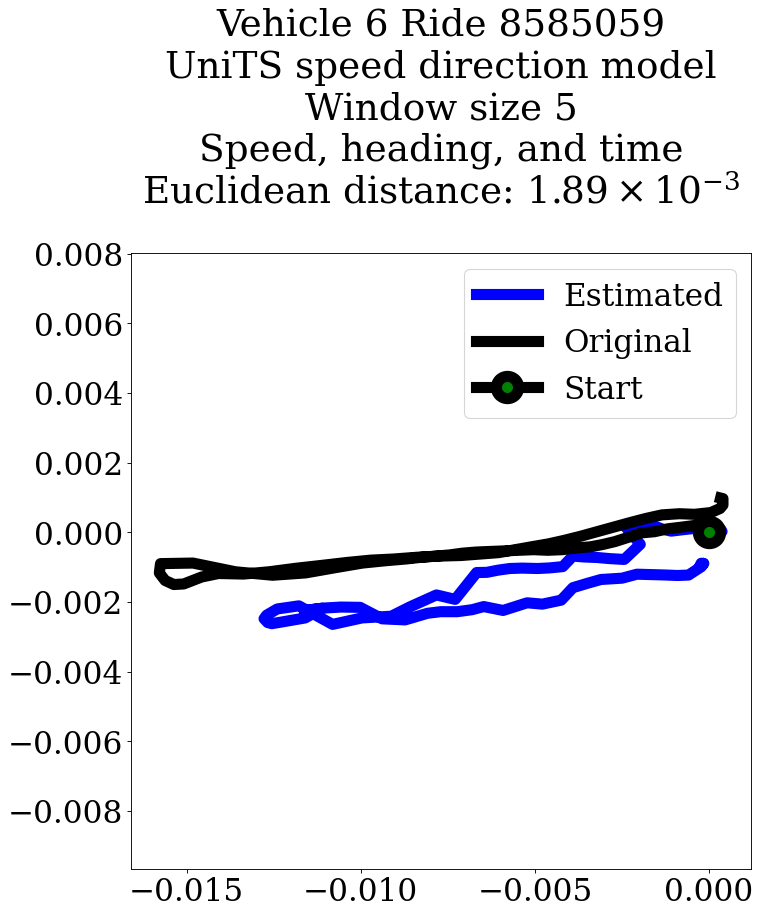 Vehicle 6 Ride 8585059
UniTS speed direction model
Window size 5
Speed, heading, and time
Euclidean distance: $1.89 \times 10^{-3}$
0.008
0.006
0.004
0.002
0.000
−0.002
−0.004
−0.006
−0.008
Estimated
Original
Start
−0.015 −0.010 −0.005 0.000